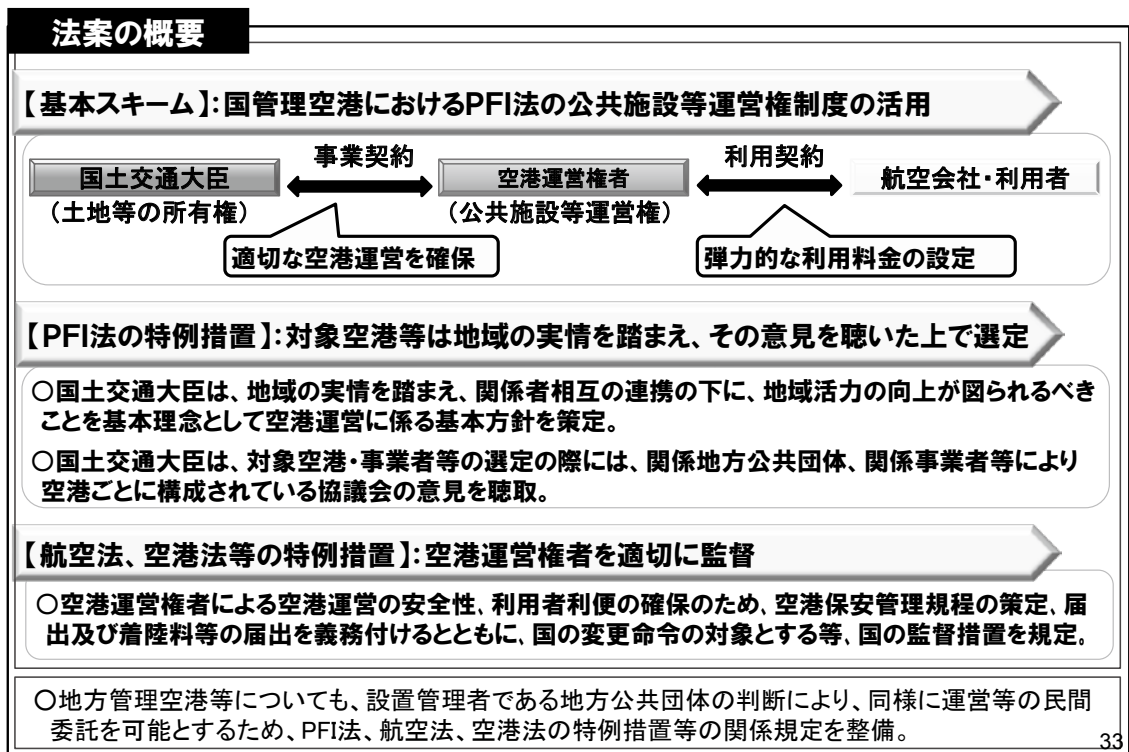 法案の概要
【基本スキーム】：国管理空港におけるPFI法の公共施設等運営権制度の活用
事業契約
利用契約
国土交通大臣
空港運営権者
航空会社・利用者
（土地等の所有権）
（公共施設等運営権）
適切な空港運営を確保
弾力的な利用料金の設定
【PFI法の特例措置】：対象空港等は地域の実情を踏まえ、その意見を聴いた上で選定
○国土交通大臣は、地域の実情を踏まえ、関係者相互の連携の下に、地域活力の向上が図られるべき
ことを基本理念として空港運営に係る基本方針を策定。
○国土交通大臣は、対象空港・事業者等の選定の際には、関係地方公共団体、関係事業者等により
空港ごとに構成されている協議会の意見を聴取。
【航空法、空港法等の特例措置】：空港運営権者を適切に監督
○空港運営権者による空港運営の安全性、利用者利便の確保のため、空港保安管理規程の策定、届
出及び着陸料等の届出を義務付けるとともに、国の変更命令の対象とする等、国の監督措置を規定。
○地方管理空港等についても、設置管理者である地方公共団体の判断により、同様に運営等の民間
委託を可能とするため、PFI法、航空法、空港法の特例措置等の関係規定を整備。
33